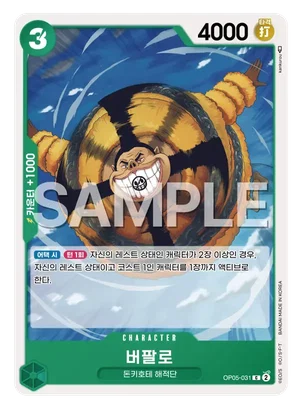 3
4000
타
카운터 +1000
SAMPLE
어택 시 턴 1회 자신의 레스트 상태인 캐릭터가 2장 이상인 경우,
자신의 레스트 상태이고 코스트 1인 캐릭터를 1장까지 액티브로
한다.
CHARACTER
버팔로
돈키호테 해적단
OP05-031 C 2
BANDAI MADE IN KOREA